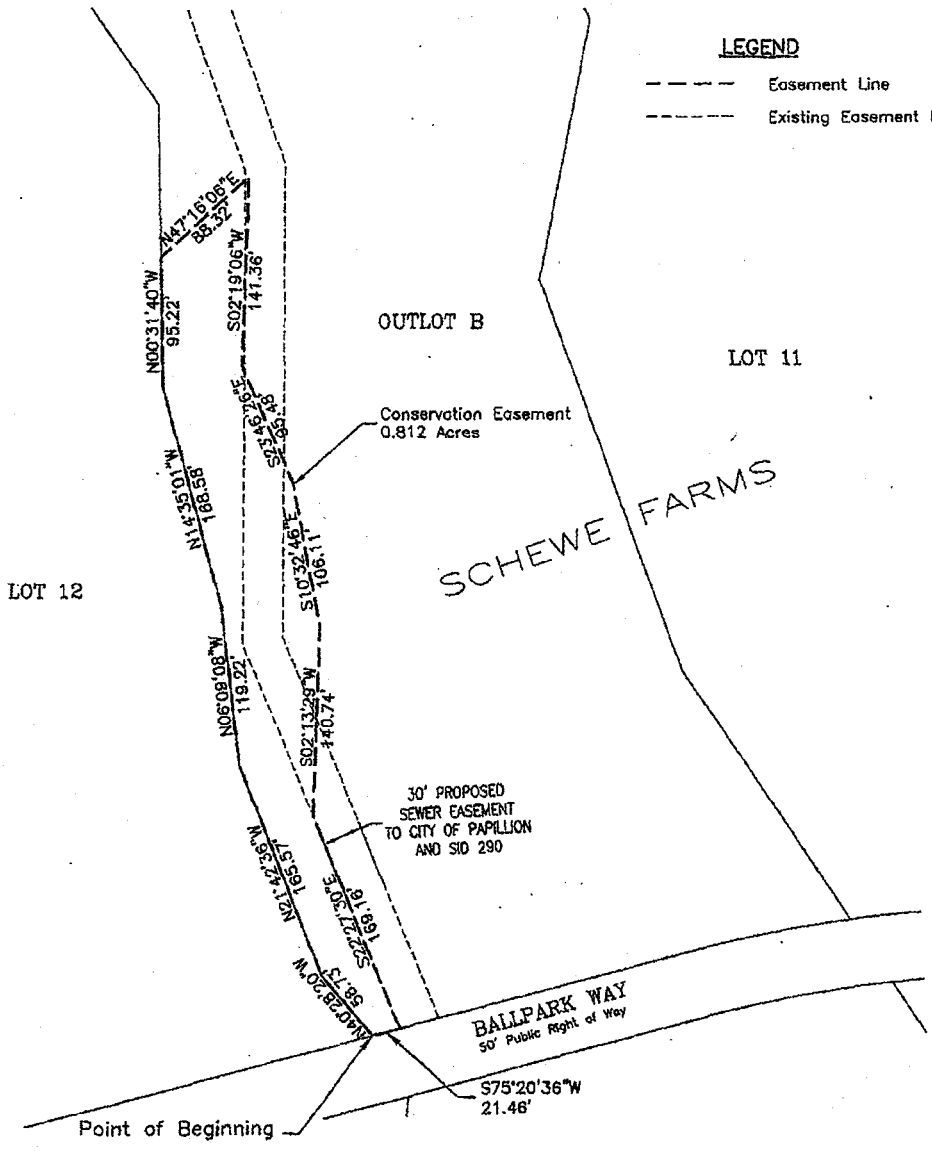 LEGEND
Easement Line
Existing Easement
N47°16'06"E
88.32'
S02°19'06"W
141.36'
N00°31'40"W
95.22'
OUTLOT B
LOT 11
S23°46'26"E
95.48'
Conservation Easement
0.812 Acres
N14°35'01"W
168.58'
S10°32'46"E
106.11'
SCHEWE FARMS
LOT 12
N06°09'08"W
119.22'
S02°13'29"W
140.74'
30' PROPOSED
SEWER EASEMENT
TO CITY OF PAPILLION
AND SID 290
N21°42'36"W
165.57'
S22°27'30"E
169.16'
N40°28'20"W
58.73'
BALLPARK WAY
50' Public Right of Way
S75°20'36"W
21.46'
Point of Beginning